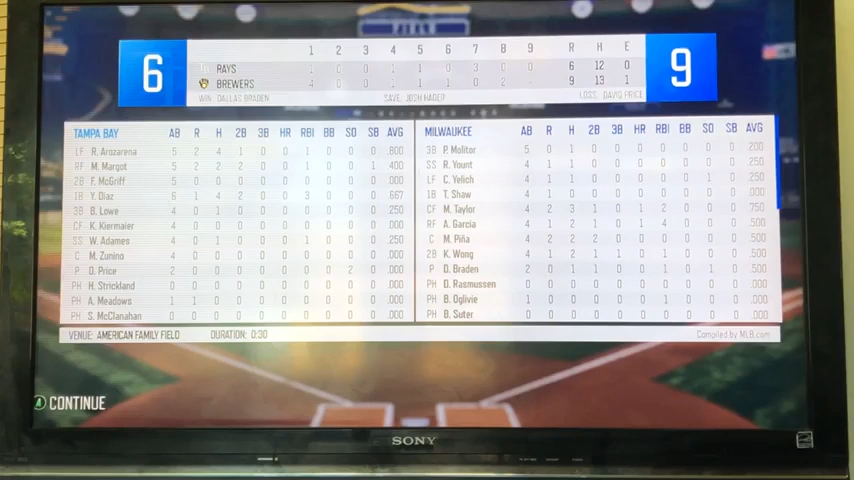 FIELD
1 2 3 4 5 6 7 8 9 R H E
6 RAYS 1 0 0 1 1 0 3 0 0 6 12 0 9
BREWERS 4 0 0 1 1 1 0 2 - 9 13 1
WIN: DALLAS BRADEN SAVE: JOSH HADER LOSS: DAVID PRICE
TAMPA BAY AB R H 2B 3B HR RBI BB SO SB AVG
LF R. Arozarena 5 2 4 1 0 0 1 0 0 0 .800
RF M. Margot 5 2 2 2 0 0 1 0 0 1 .400
2B F. McGriff 5 0 0 0 0 0 0 0 0 0 .000
1B Y. Diaz 6 1 4 2 0 0 3 0 0 0 .667
3B B. Lowe 4 0 1 0 0 0 0 0 0 0 .250
CF K. Kiermaier 4 0 0 0 0 0 0 0 0 0 .000
SS W. Adames 4 0 1 0 0 0 1 0 0 0 .250
C M. Zunino 4 0 0 0 0 0 0 0 0 0 .000
P D. Price 2 0 0 0 0 0 0 0 2 0 .000
PH H. Strickland 0 0 0 0 0 0 0 0 0 0 .000
PH A. Meadows 1 1 0 0 0 0 0 0 0 0 .000
PH S. McClanahan 0 0 0 0 0 0 0 0 0 0 .000
MILWAUKEE AB R H 2B 3B HR RBI BB SO SB AVG
3B P. Molitor 5 0 1 0 0 0 0 0 0 0 .200
SS R. Yount 4 1 1 0 0 0 0 0 0 0 .250
LF C. Yelich 4 1 1 0 0 0 0 0 1 0 .250
1B T. Shaw 4 1 0 0 0 0 0 0 0 0 .000
CF M. Taylor 4 2 3 1 0 1 2 0 0 0 .750
RF A. Garcia 4 1 2 1 0 1 4 0 0 0 .500
C M. Piña 4 2 2 2 0 0 0 0 0 0 .500
2B K. Wong 4 1 2 1 1 0 1 0 0 0 .500
P D. Braden 2 0 1 1 0 0 1 0 1 0 .500
PH D. Rasmussen 0 0 0 0 0 0 0 0 0 0 .000
PH B. Oglivie 1 0 0 0 0 0 1 0 0 0 .000
PH B. Suter 0 0 0 0 0 0 0 0 0 0 .000
VENUE: AMERICAN FAMILY FIELD DURATION: 0:30 Compiled by MLB.com
A CONTINUE
SONY